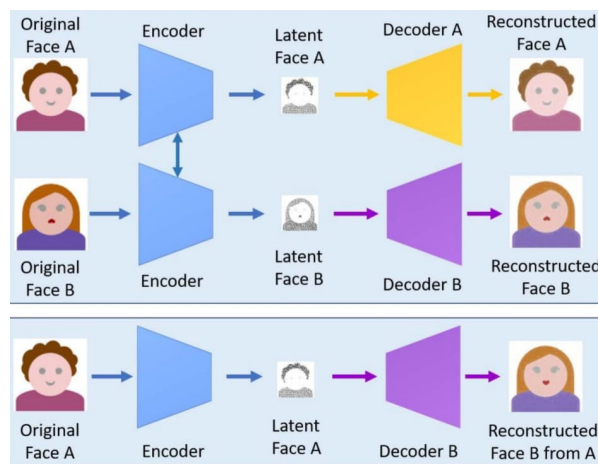 Original
Face A
Encoder
Latent
Face A
Decoder A
Reconstructed
Face A
Original
Face B
Encoder
Latent
Face B
Decoder B
Reconstructed
Face B
Original
Face A
Encoder
Latent
Face A
Decoder B
Reconstructed
Face B from A